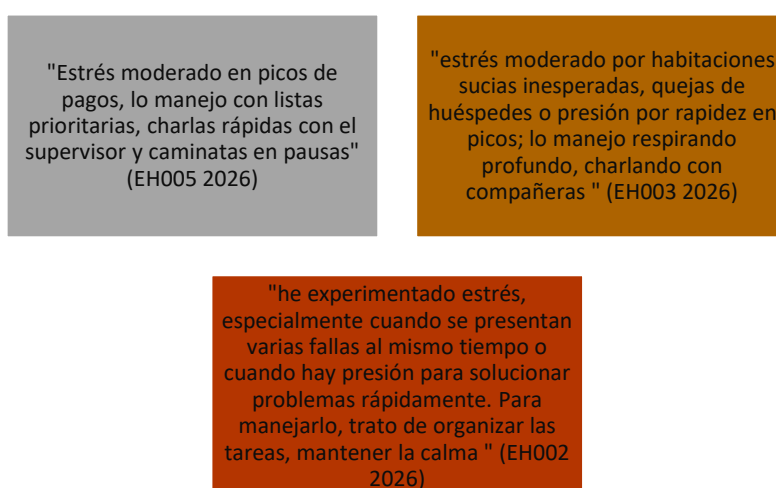 "Estrés moderado en picos de
pagos, lo manejo con listas
prioritarias, charlas rápidas con el
supervisor y caminatas en pausas"
(EH005 2026)
"estrés moderado por habitaciones
sucias inesperadas, quejas de
huéspedes o presión por rapidez en
picos; lo manejo respirando
profundo, charlando con
compañeras " (EH003 2026)
"he experimentado estrés,
especialmente cuando se presentan
varias fallas al mismo tiempo o
cuando hay presión para solucionar
problemas rápidamente. Para
manejarlo, trato de organizar las
tareas, mantener la calma " (EH002
2026)